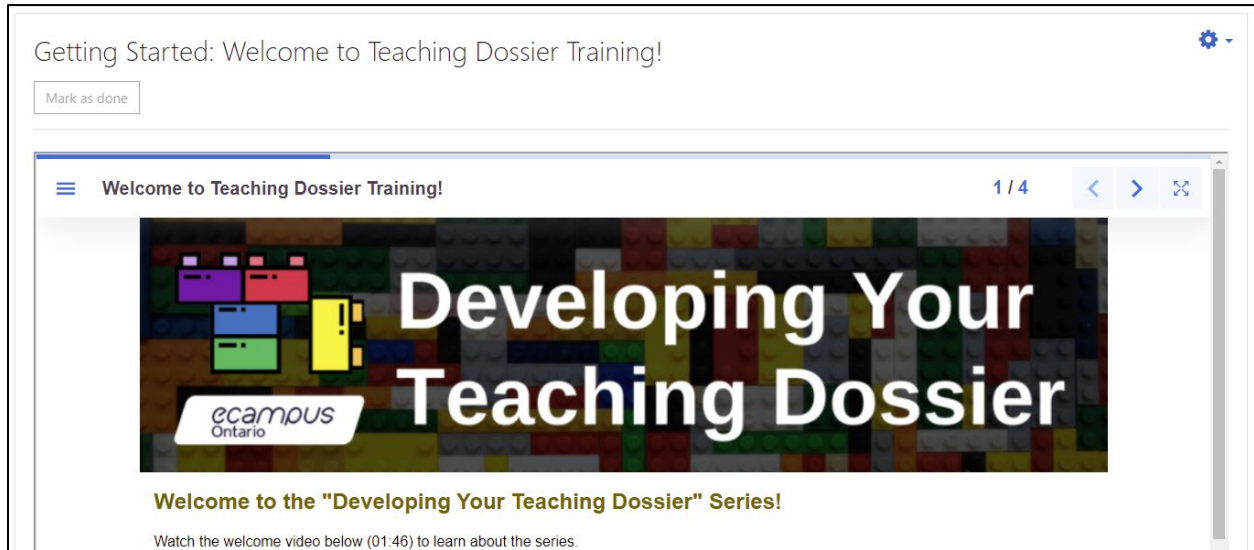 Getting Started: Welcome to Teaching Dossier Training!
Mark as done
Welcome to Teaching Dossier Training!
1 / 4
Developing Your
Teaching Dossier
ecampus
Ontario
Welcome to the "Developing Your Teaching Dossier" Series!
Watch the welcome video below (01:46) to learn about the series.